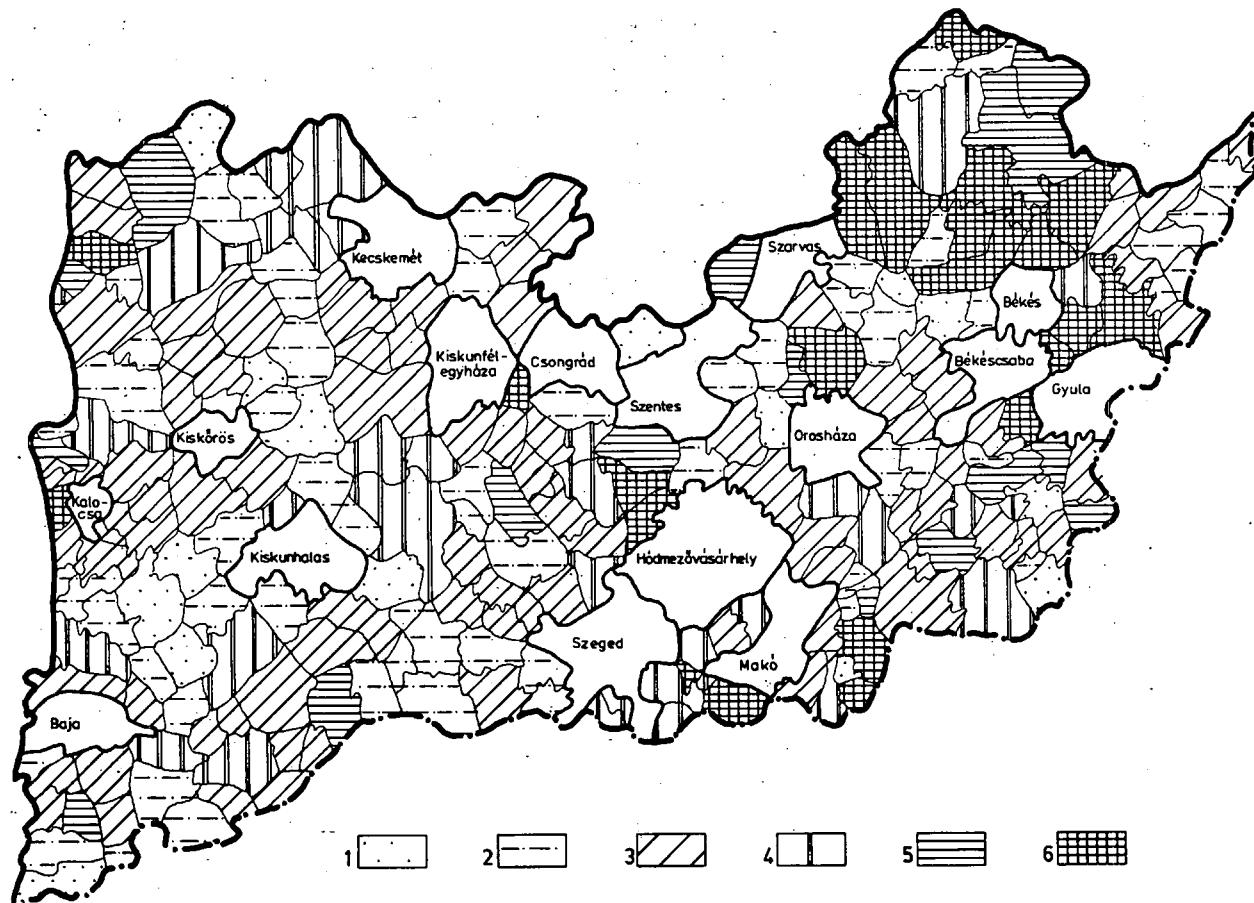 Kecskemét
Szarvas
Békés
Kiskunfél-
egyháza
Csongrád
Békéscsaba
Gyula
Szentes
Kiskőrös
Orosháza
Kalo-
csa
Kiskunhalas
Hódmezővásárhely
Szeged
Makó
Baja
1
2
3
4
5
6